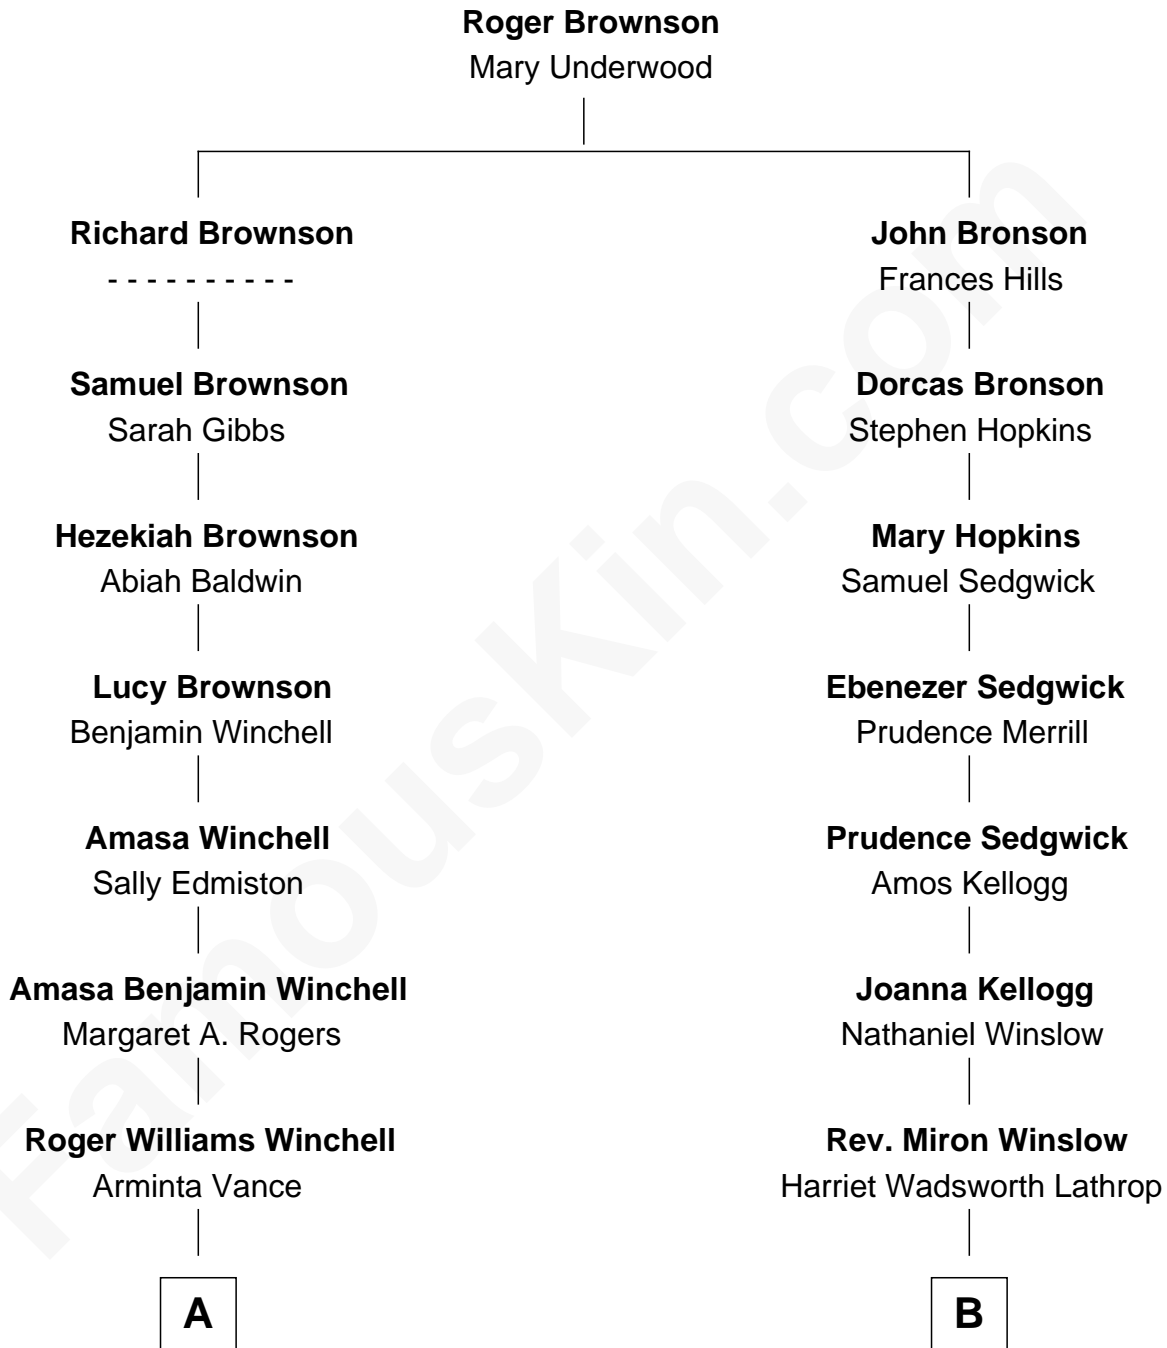 Roger Brownson
Mary Underwood
Richard Brownson
- - - - - - - - - -
Samuel Brownson
Sarah Gibbs
Hezekiah Brownson
Abiah Baldwin
Lucy Brownson
Benjamin Winchell
Amasa Winchell
Sally Edmiston
Amasa Benjamin Winchell
Margaret A. Rogers
Roger Williams Winchell
Arminta Vance
A
John Bronson
Frances Hills
Dorcas Bronson
Stephen Hopkins
Mary Hopkins
Samuel Sedgwick
Ebenezer Sedgwick
Prudence Merrill
Prudence Sedgwick
Amos Kellogg
Joanna Kellogg
Nathaniel Winslow
Rev. Miron Winslow
Harriet Wadsworth Lathrop
B
FamousKin.com